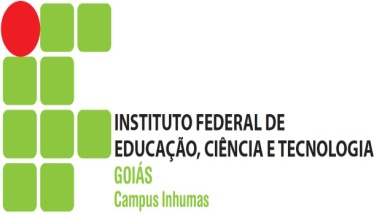 INSTITUTO FEDERAL DE
EDUCAÇÃO, CIÊNCIA E TECNOLOGIA
GOIÁS
Campus Inhumas